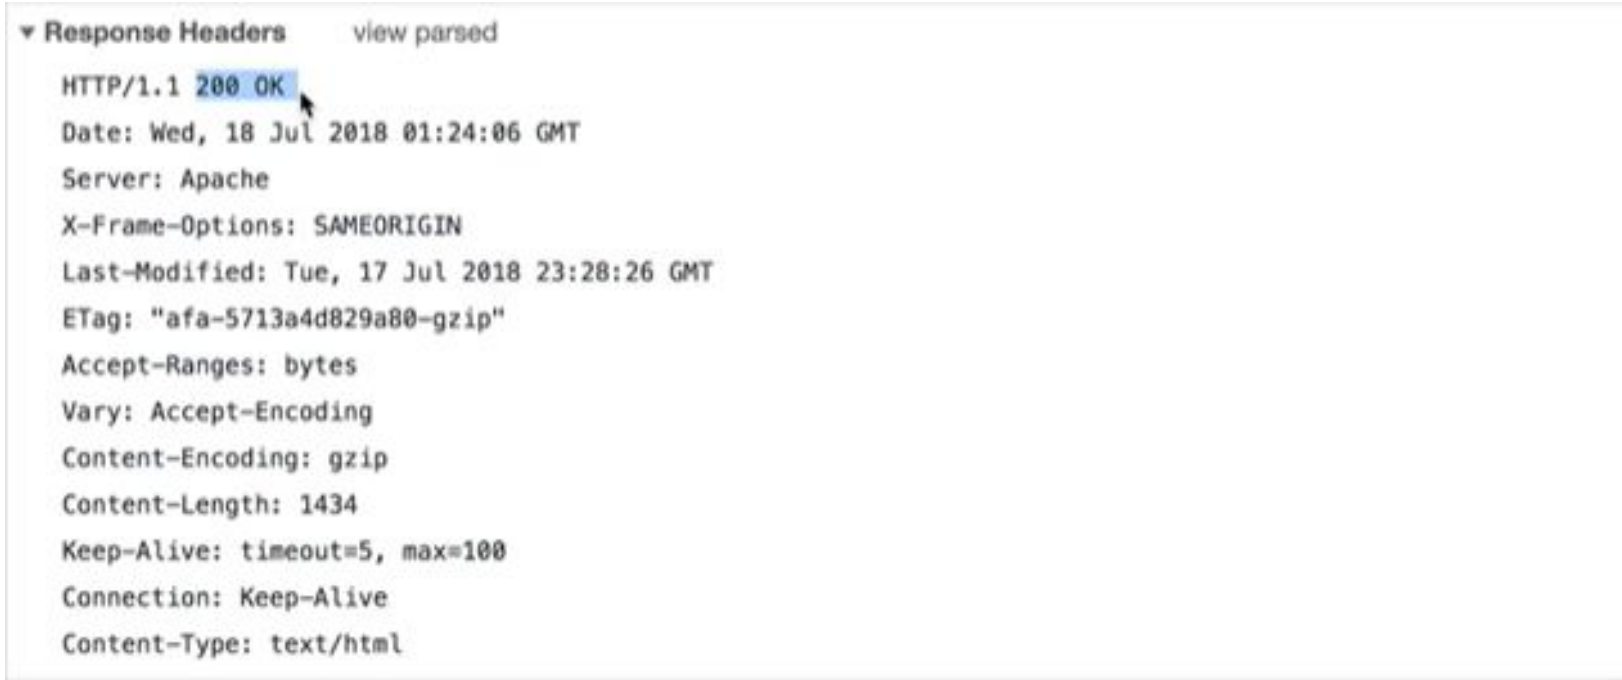 Response Headers view parsed
HTTP/1.1 200 OK
Date: Wed, 18 Jul 2018 01:24:06 GMT
Server: Apache
X-Frame-Options: SAMEORIGIN
Last-Modified: Tue, 17 Jul 2018 23:28:26 GMT
ETag: "afa-5713a4d829a80-gzip"
Accept-Ranges: bytes
Vary: Accept-Encoding
Content-Encoding: gzip
Content-Length: 1434
Keep-Alive: timeout=5, max=100
Connection: Keep-Alive
Content-Type: text/html